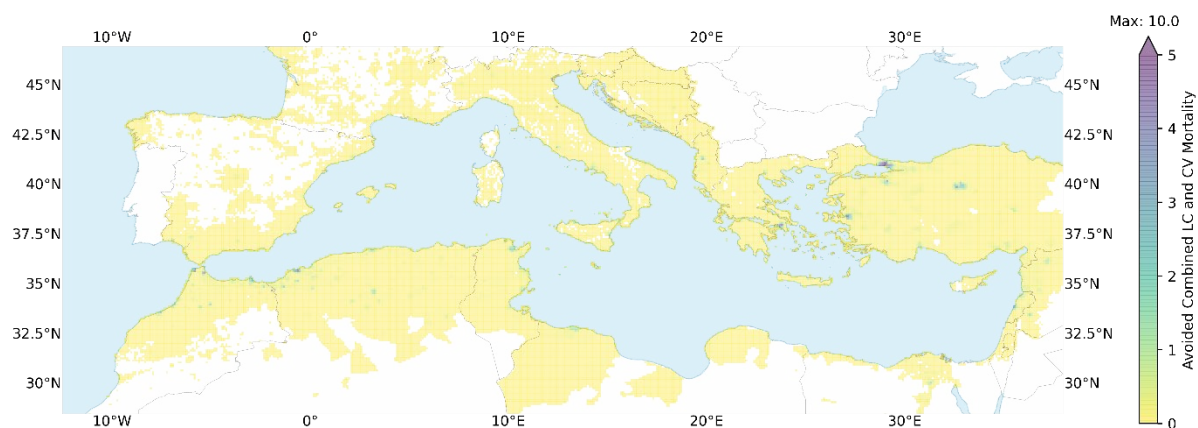 Max: 10.0
10°W 0° 10°E 20°E 30°E
45°N 45°N 5
42.5°N 42.5°N 4
40°N 40°N 3
37.5°N 37.5°N
35°N 35°N 2
32.5°N 32.5°N 1
30°N 30°N 0
10°W 0° 10°E 20°E 30°E
Avoided Combined LC and CV Mortality